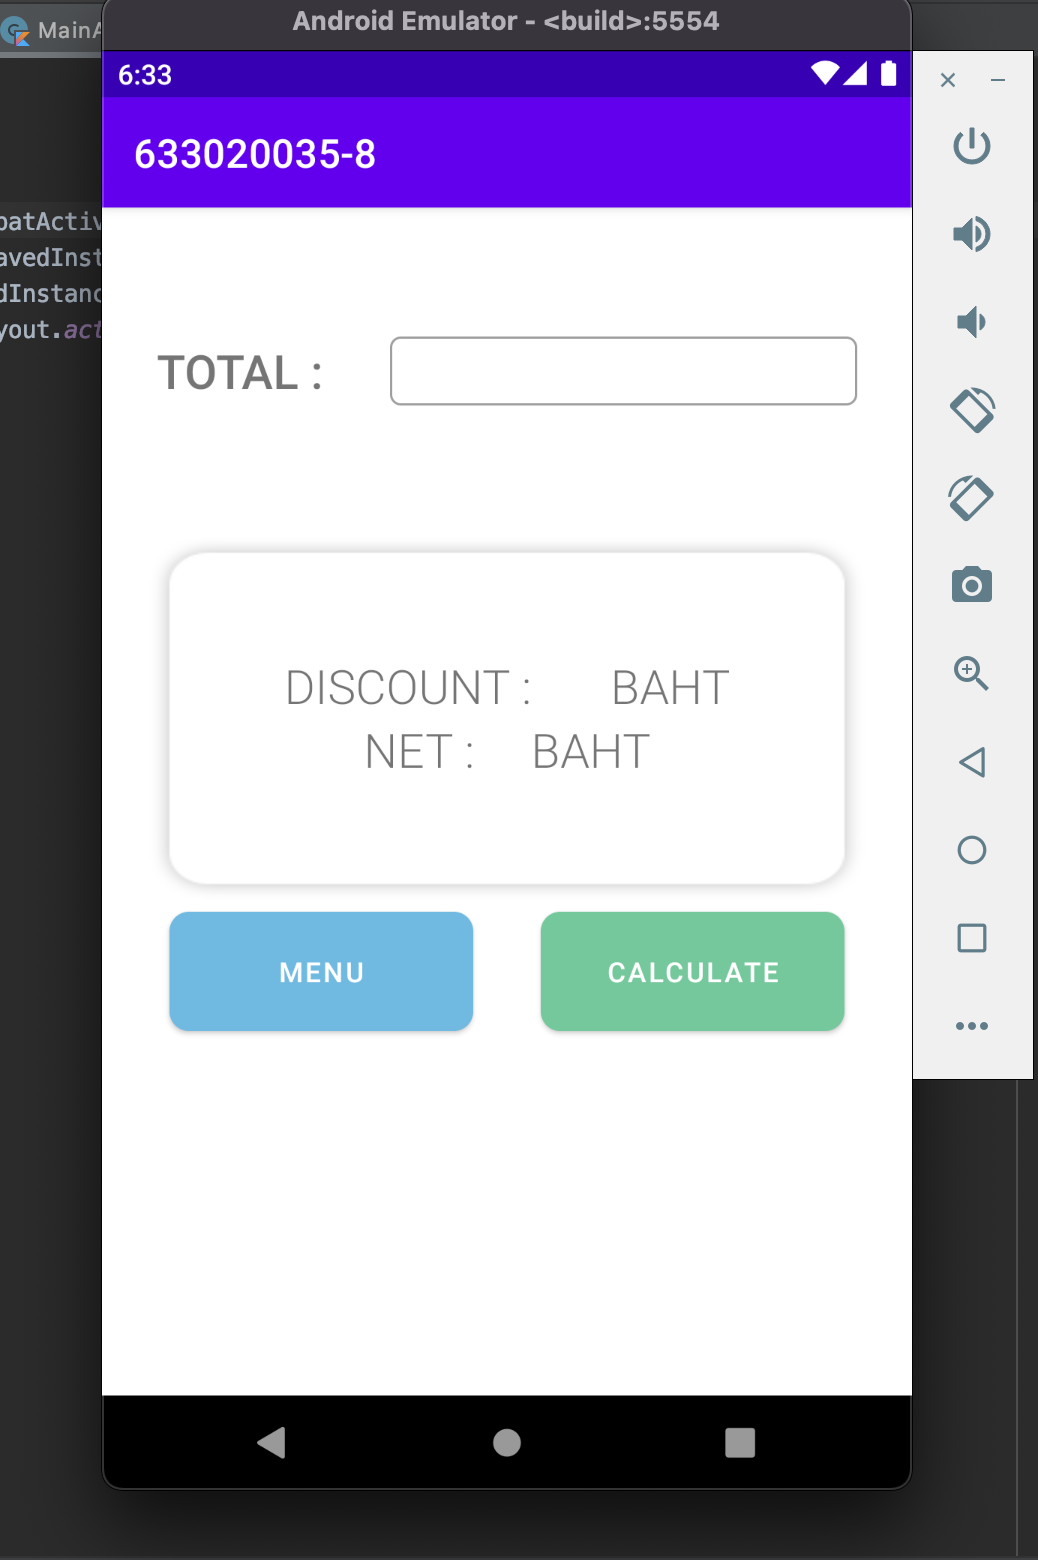 Android Emulator - <build>:5554
MainA
6:33
633020035-8
patActiv
avedInst
dInstanc
yout.act
TOTAL :
DISCOUNT : BAHT
NET : BAHT
MENU
CALCULATE